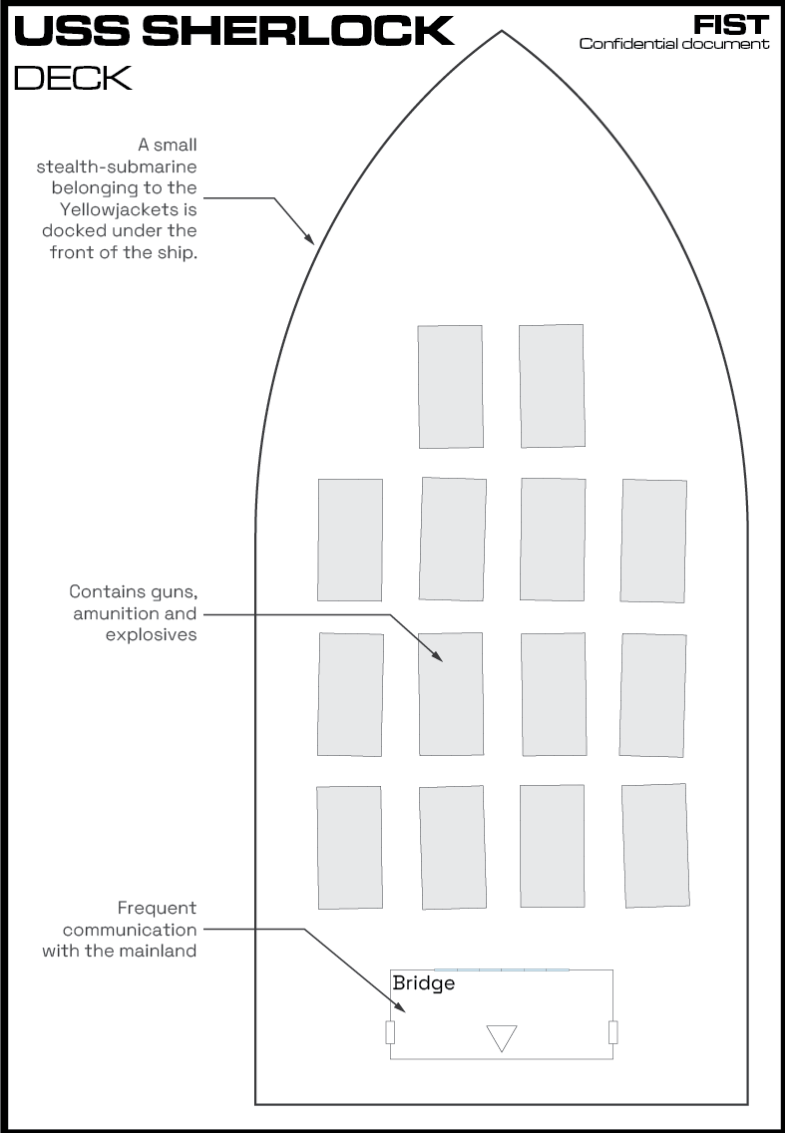 USS SHERLOCK
DECK
FIST
Confidential document
A small
stealth-submarine
belonging to the
Yellowjackets is
docked under the
front of the ship.
Contains guns,
amunition and
explosives
Frequent
communication
with the mainland
Bridge